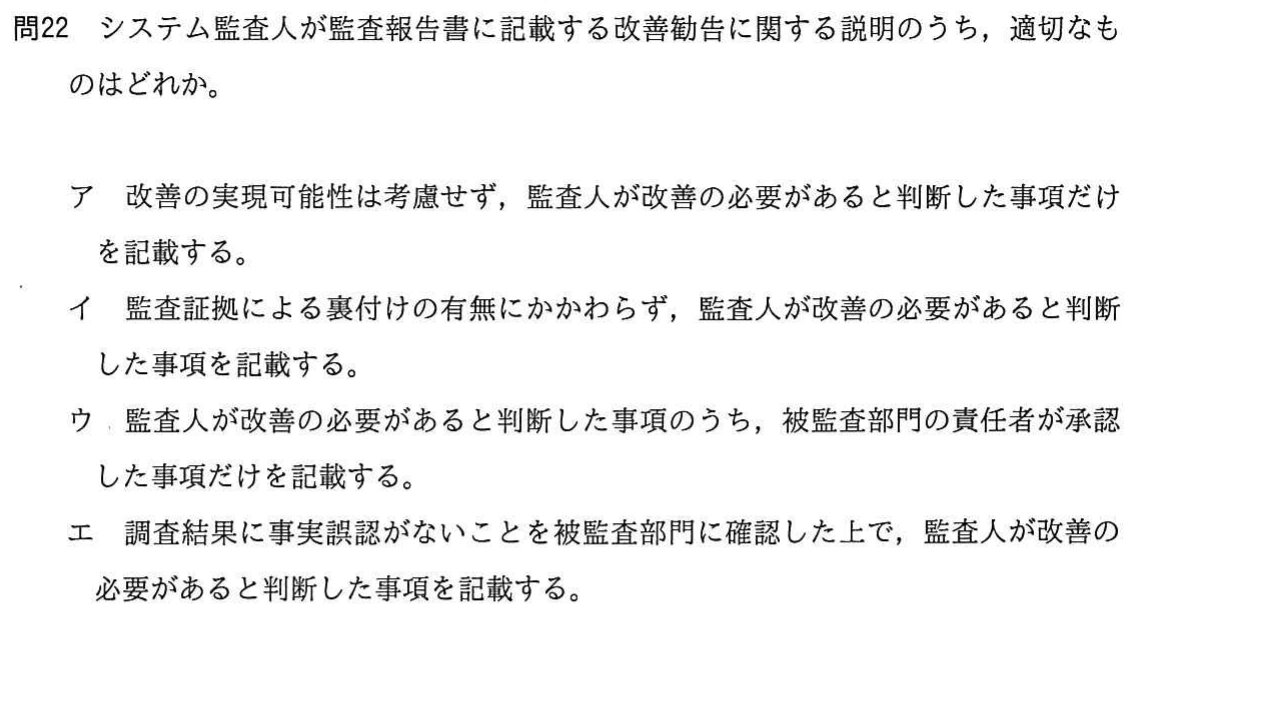 問22　システム監査人が監査報告書に記載する改善勧告に関する説明のうち，適切なも
のはどれか。
ア　改善の実現可能性は考慮せず，監査人が改善の必要があると判断した事項だけ
を記載する。
イ　監査証拠による裏付けの有無にかかわらず，監査人が改善の必要があると判断
した事項を記載する。
ウ　監査人が改善の必要があると判断した事項のうち，被監査部門の責任者が承認
した事項だけを記載する。
エ　調査結果に事実誤認がないことを被監査部門に確認した上で，監査人が改善の
必要があると判断した事項を記載する。